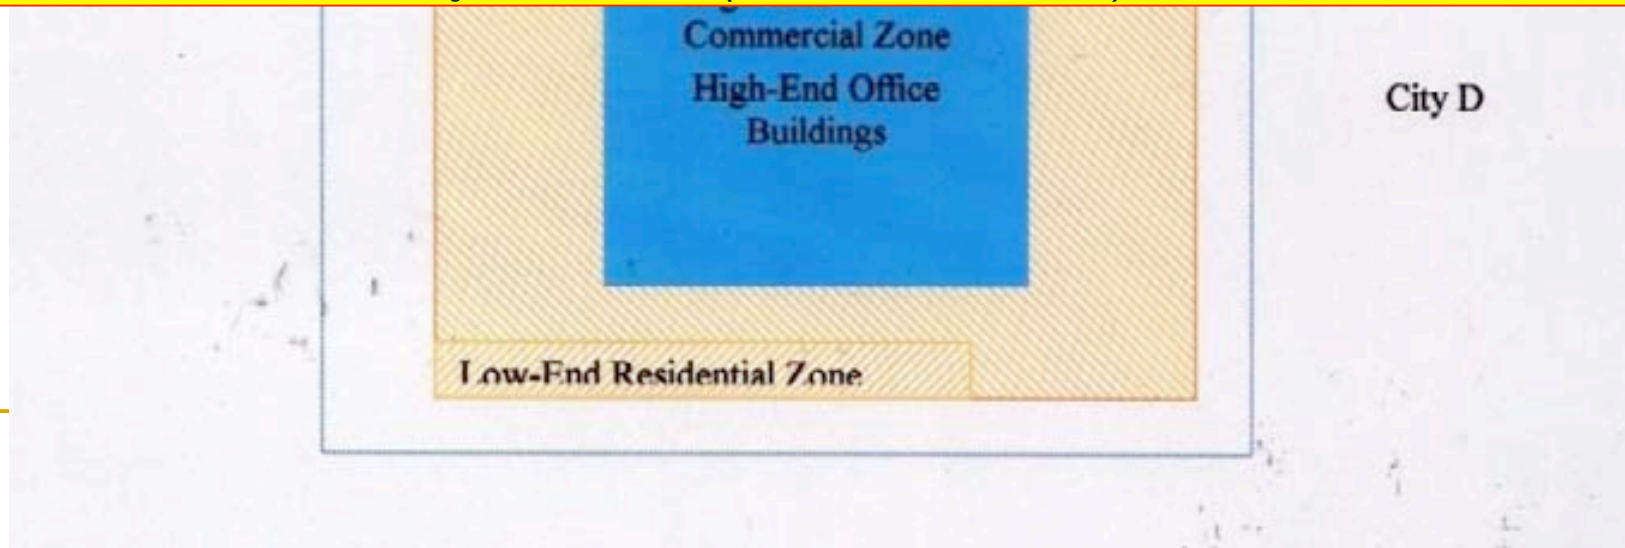 Commercial Zone
High-End Office
Buildings
City D
Low-End Residential Zone